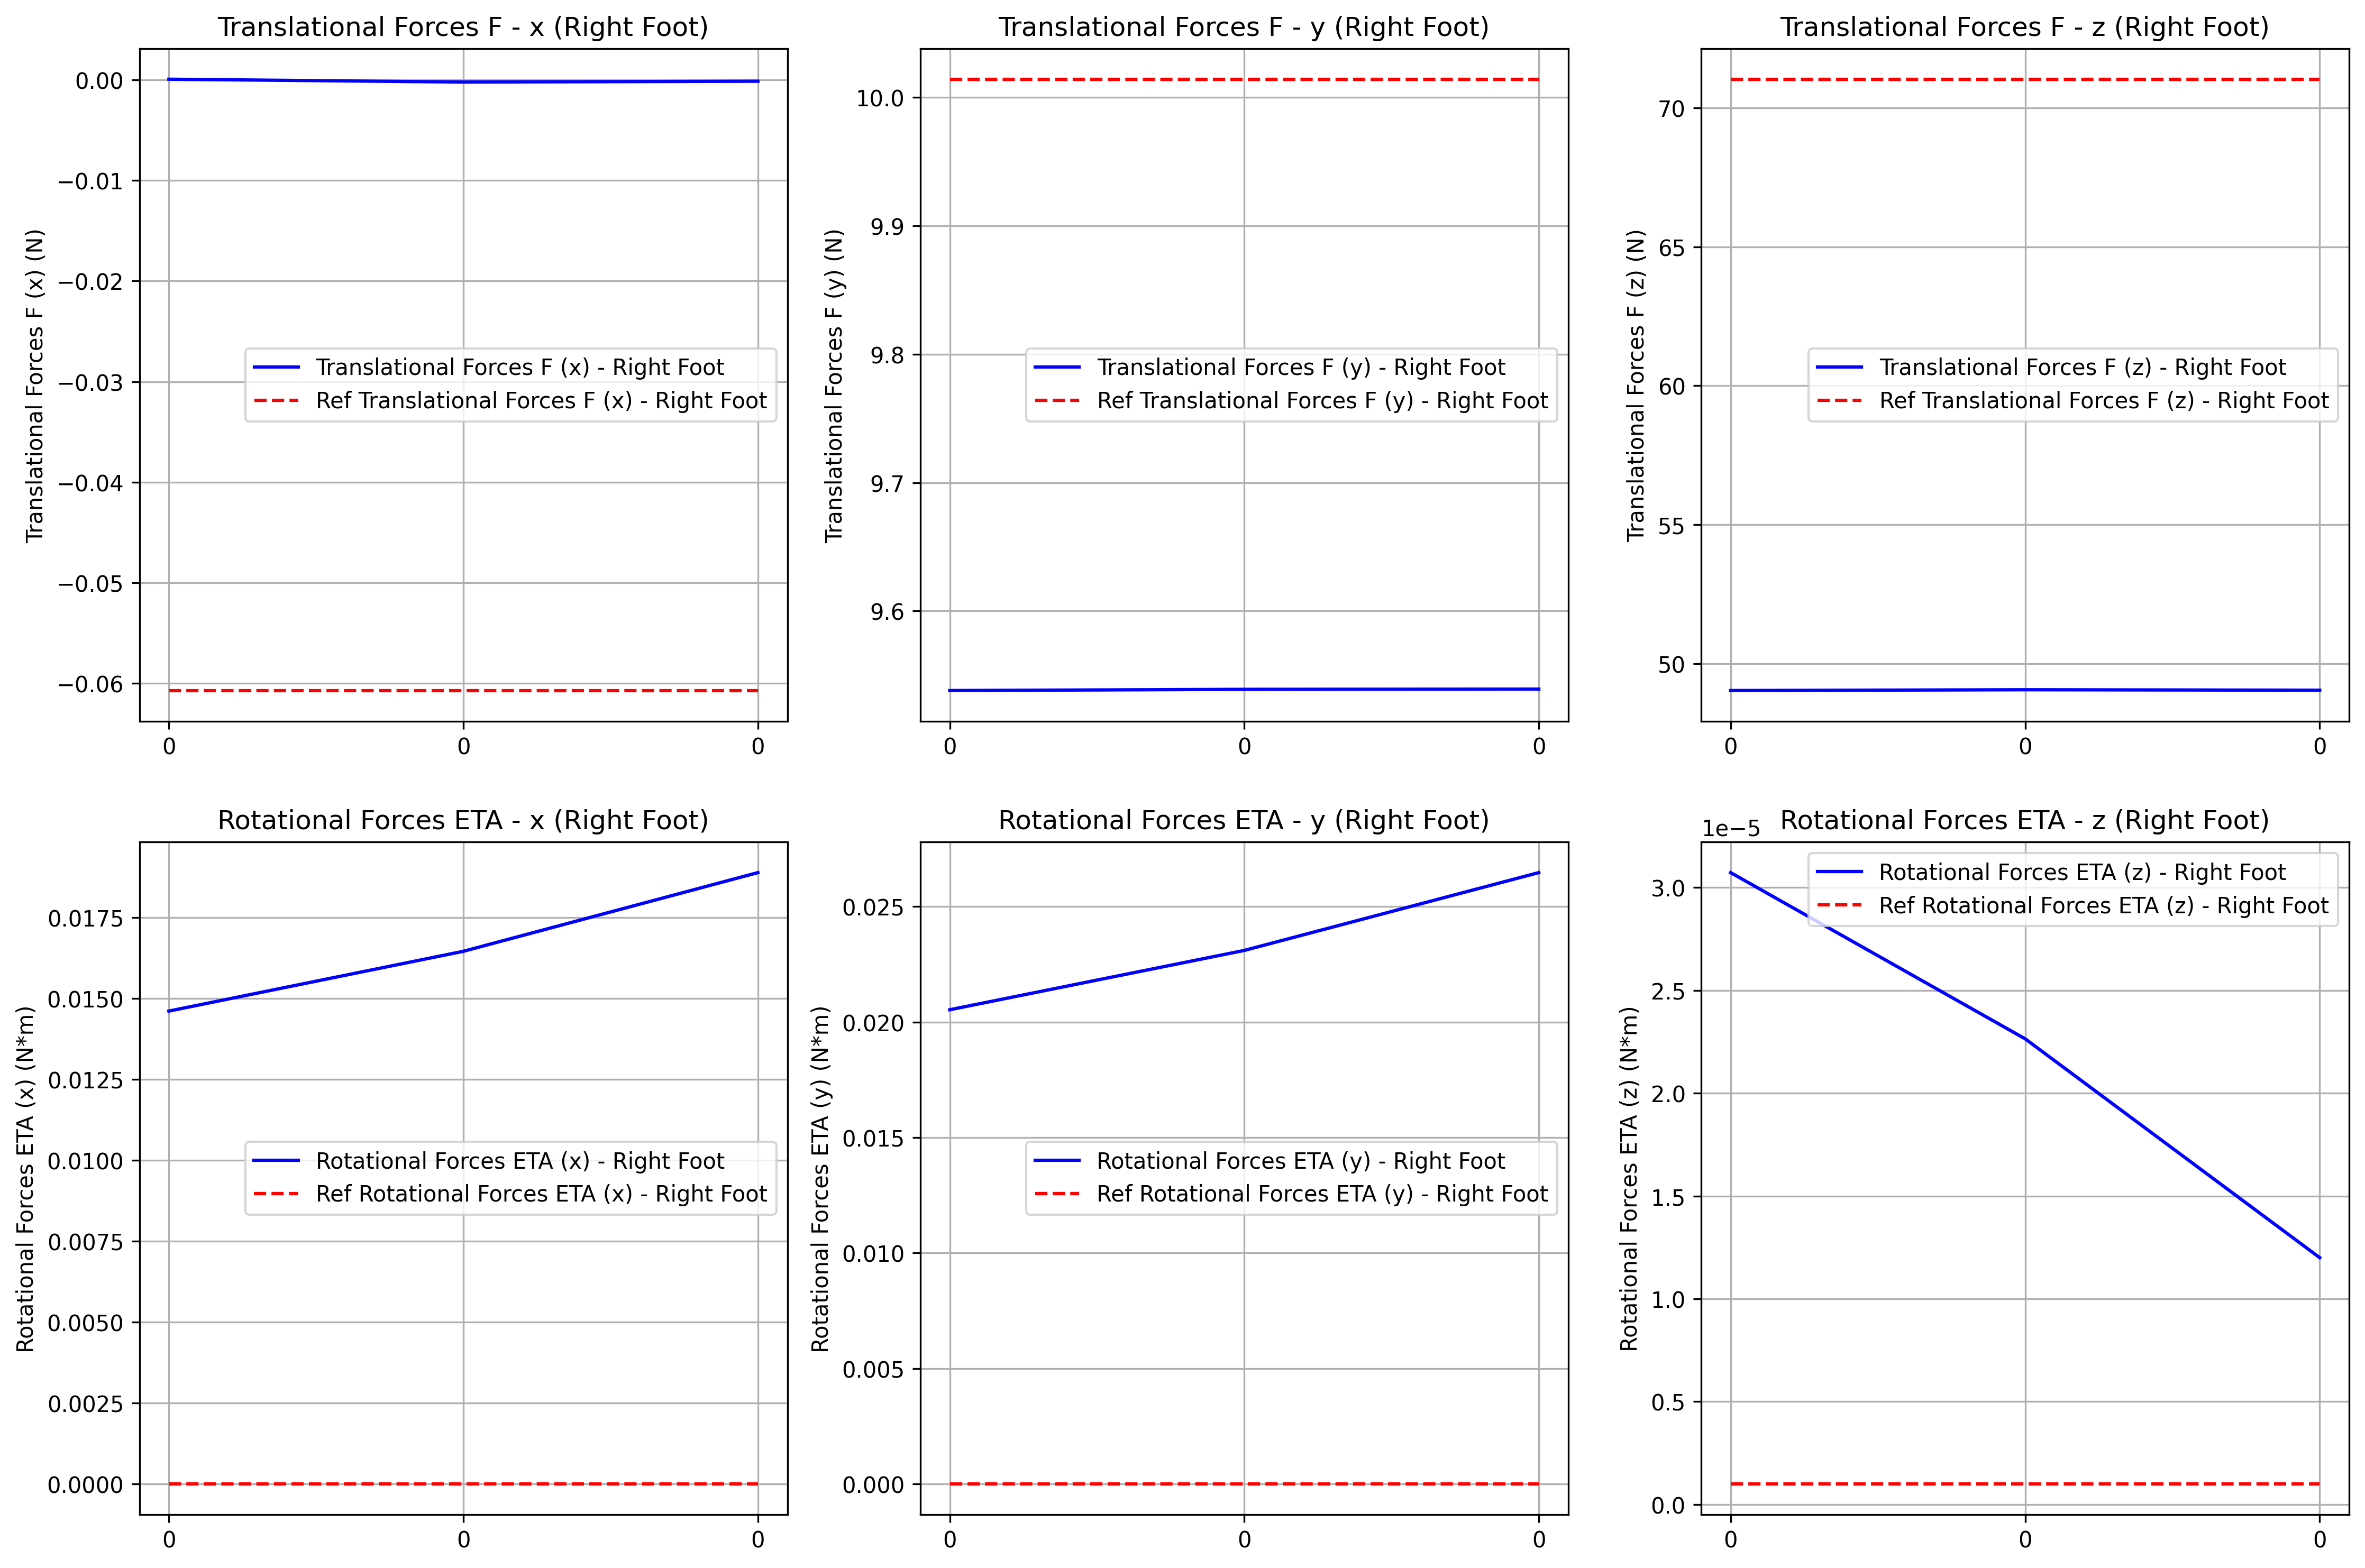 Translational Forces F - x (Right Foot)
Translational Forces F (x) (N)
0.00
−0.01
−0.02
−0.03
−0.04
−0.05
−0.06
Translational Forces F (x) - Right Foot
Ref Translational Forces F (x) - Right Foot
0 0 0
Translational Forces F - y (Right Foot)
Translational Forces F (y) (N)
10.0
9.9
9.8
9.7
9.6
Translational Forces F (y) - Right Foot
Ref Translational Forces F (y) - Right Foot
0 0 0
Translational Forces F - z (Right Foot)
Translational Forces F (z) (N)
70
65
60
55
50
Translational Forces F (z) - Right Foot
Ref Translational Forces F (z) - Right Foot
0 0 0
Rotational Forces ETA - x (Right Foot)
Rotational Forces ETA (x) (N*m)
0.0175
0.0150
0.0125
0.0100
0.0075
0.0050
0.0025
0.0000
Rotational Forces ETA (x) - Right Foot
Ref Rotational Forces ETA (x) - Right Foot
0 0 0
Rotational Forces ETA - y (Right Foot)
Rotational Forces ETA (y) (N*m)
0.025
0.020
0.015
0.010
0.005
0.000
Rotational Forces ETA (y) - Right Foot
Ref Rotational Forces ETA (y) - Right Foot
0 0 0
Rotational Forces ETA - z (Right Foot)
1e−5
Rotational Forces ETA (z) (N*m)
3.0
2.5
2.0
1.5
1.0
0.5
0.0
Rotational Forces ETA (z) - Right Foot
Ref Rotational Forces ETA (z) - Right Foot
0 0 0